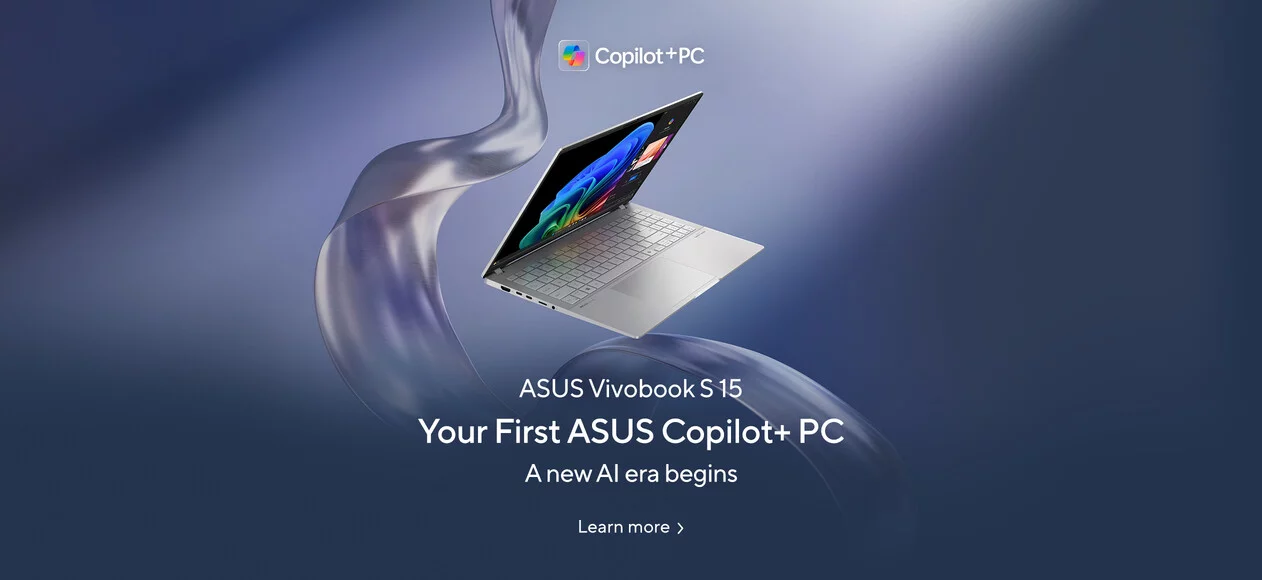 Copilot+PC
ASUS Vivobook S 15
Your First ASUS Copilot+ PC
A new AI era begins
Learn more >